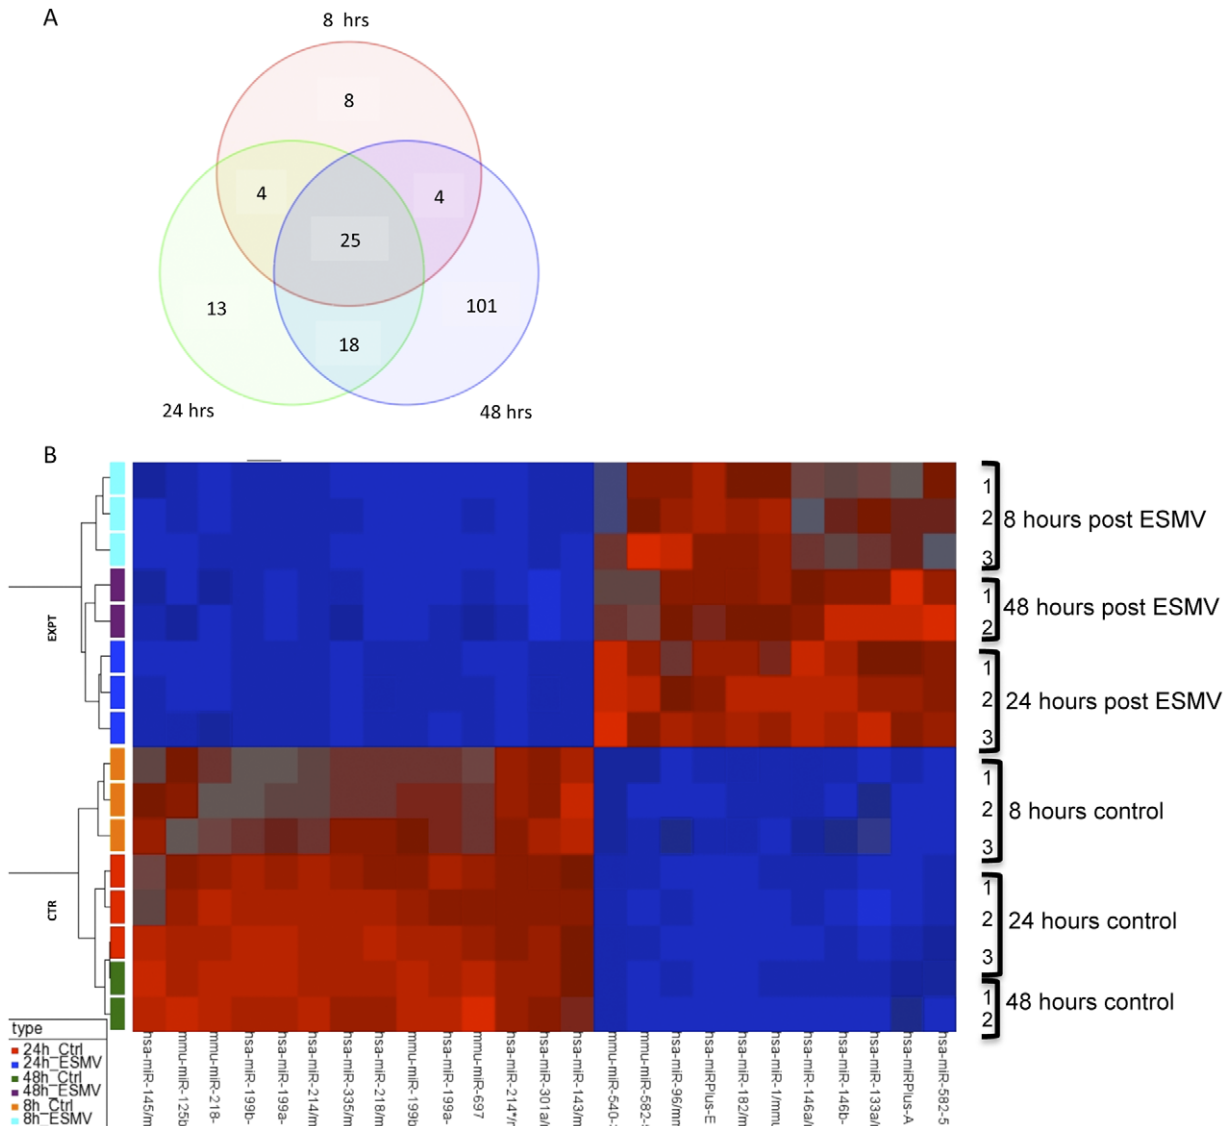 A
8 hrs
8
4
4
25
13
101
18
24 hrs
48 hrs
B
EXPT
CTR
1
2
3
8 hours post ESMV
1
2
48 hours post ESMV
1
2
3
24 hours post ESMV
1
2
3
8 hours control
1
2
3
24 hours control
1
2
48 hours control
type
24h_Ctrl
24h_ESMV
48h_Ctrl
48h_ESMV
8h_Ctrl
8h_ESMV
hsa-miR-145/m
mmu-miR-125b
mmu-miR-218-
hsa-miR-199b-
hsa-miR-199a-
hsa-miR-214/m
hsa-miR-335/m
hsa-miR-218/m
mmu-miR-199b
hsa-miR-199a-
mmu-miR-697
hsa-miR-214*/r
hsa-miR-301a/
hsa-miR-143/m
mmu-miR-540-
mmu-miR-582-
hsa-miR-96/m
hsa-miRPlus-E
hsa-miR-182/m
hsa-miR-1/mm
hsa-miR-146a/
hsa-miR-146b-
hsa-miR-133a/
hsa-miRPlus-A
hsa-miR-582-5